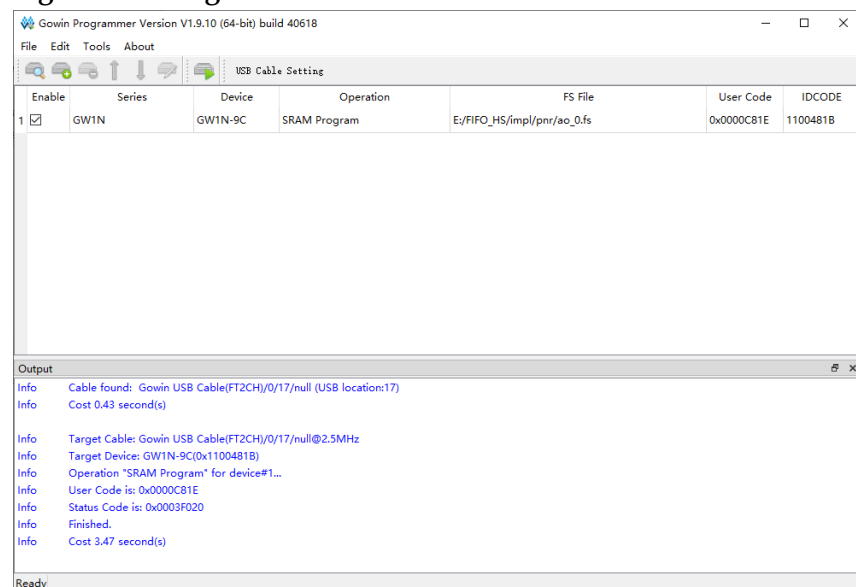 Gowin Programmer Version V1.9.10 (64-bit) build 40618
File Edit Tools About
USB Cable Setting
Enable Series Device Operation FS File User Code IDCODE
1 GW1N GW1N-9C SRAM Program E:/FIFO_HS/impl/pnr/ao_0.fs 0x0000C81E 1100481B
Output
Info Cable found: Gowin USB Cable(FT2CH)/0/17/null (USB location:17)
Info Cost 0.43 second(s)
Info Target Cable: Gowin USB Cable(FT2CH)/0/17/null@2.5MHz
Info Target Device: GW1N-9C(0x1100481B)
Info Operation "SRAM Program" for device#1...
Info User Code is: 0x0000C81E
Info Status Code is: 0x0003F020
Info Finished.
Info Cost 3.47 second(s)
Ready